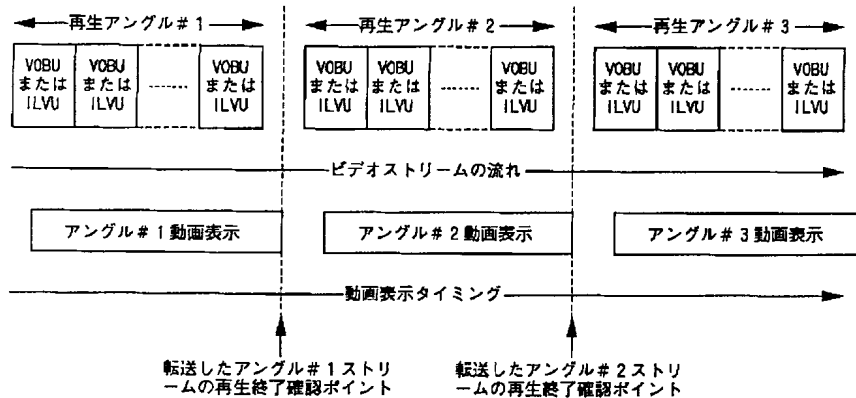 再生アングル＃1
再生アングル＃2
再生アングル＃3
VOBU
または
ILVU
VOBU
または
ILVU
VOBU
または
ILVU
VOBU
または
ILVU
VOBU
または
ILVU
VOBU
または
ILVU
VOBU
または
ILVU
VOBU
または
ILVU
VOBU
または
ILVU
ビデオストリームの流れ
アングル＃1動画表示
アングル＃2動画表示
アングル＃3動画表示
動画表示タイミング
転送したアングル＃1ストリ
ームの再生終了確認ポイント
転送したアングル＃2ストリ
ームの再生終了確認ポイント